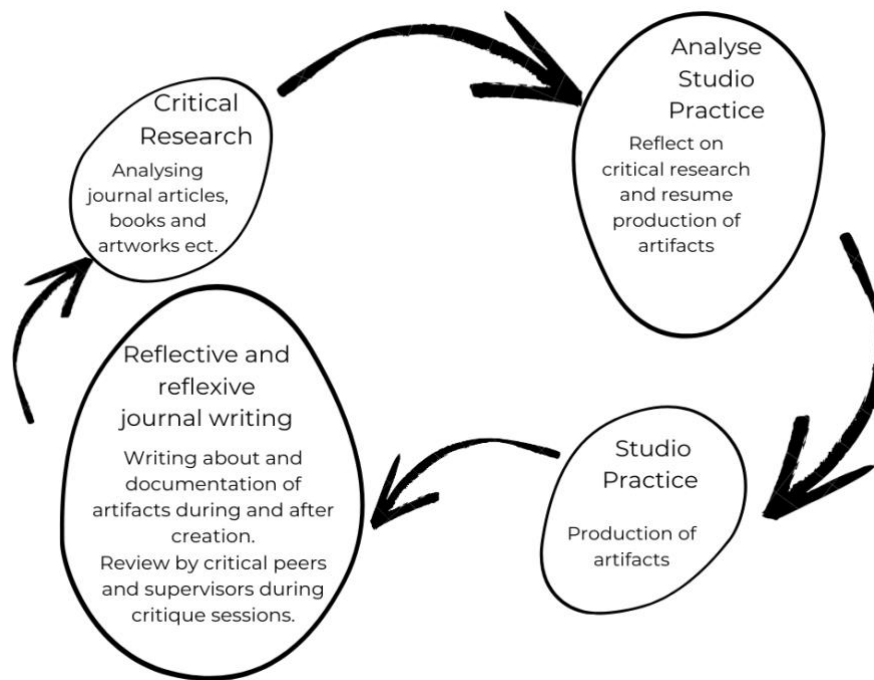 Critical
Research
Analysing
journal articles,
books and
artworks ect.
Analyse
Studio
Practice
Reflect on
critical research
and resume
production of
artifacts
Studio
Practice
Production of
artifacts
Reflective and
reflexive
journal writing
Writing about and
documentation of
artifacts during and after
creation.
Review by critical peers
and supervisors during
critique sessions.